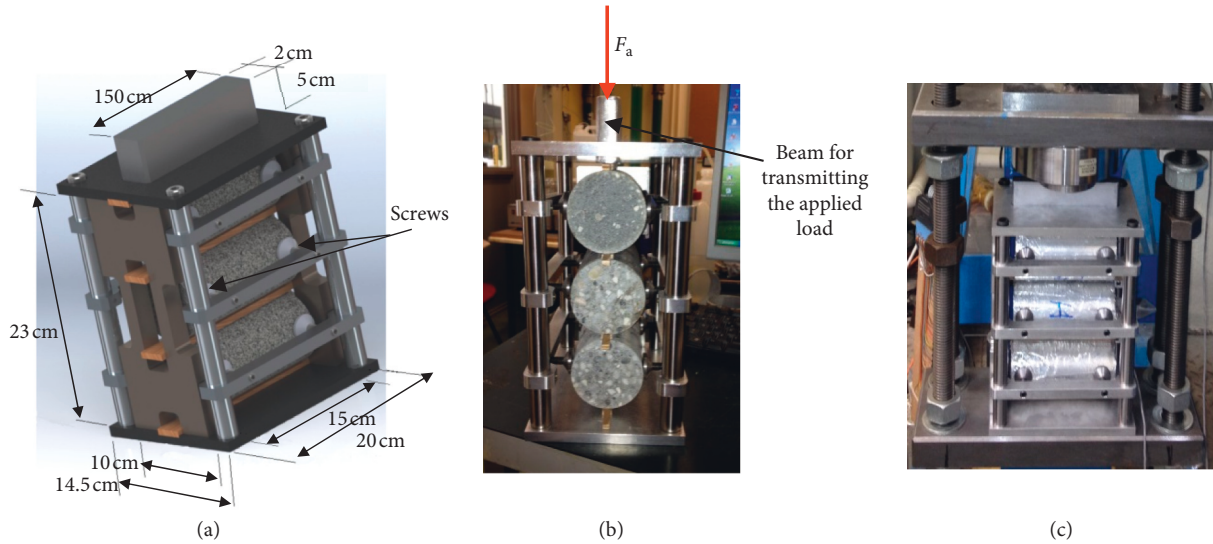 2 cm
5 cm
150 cm
Screws
23 cm
15 cm
20 cm
10 cm
14.5 cm
(a)
Fa
Beam for
transmitting
the applied
load
(b)
(c)